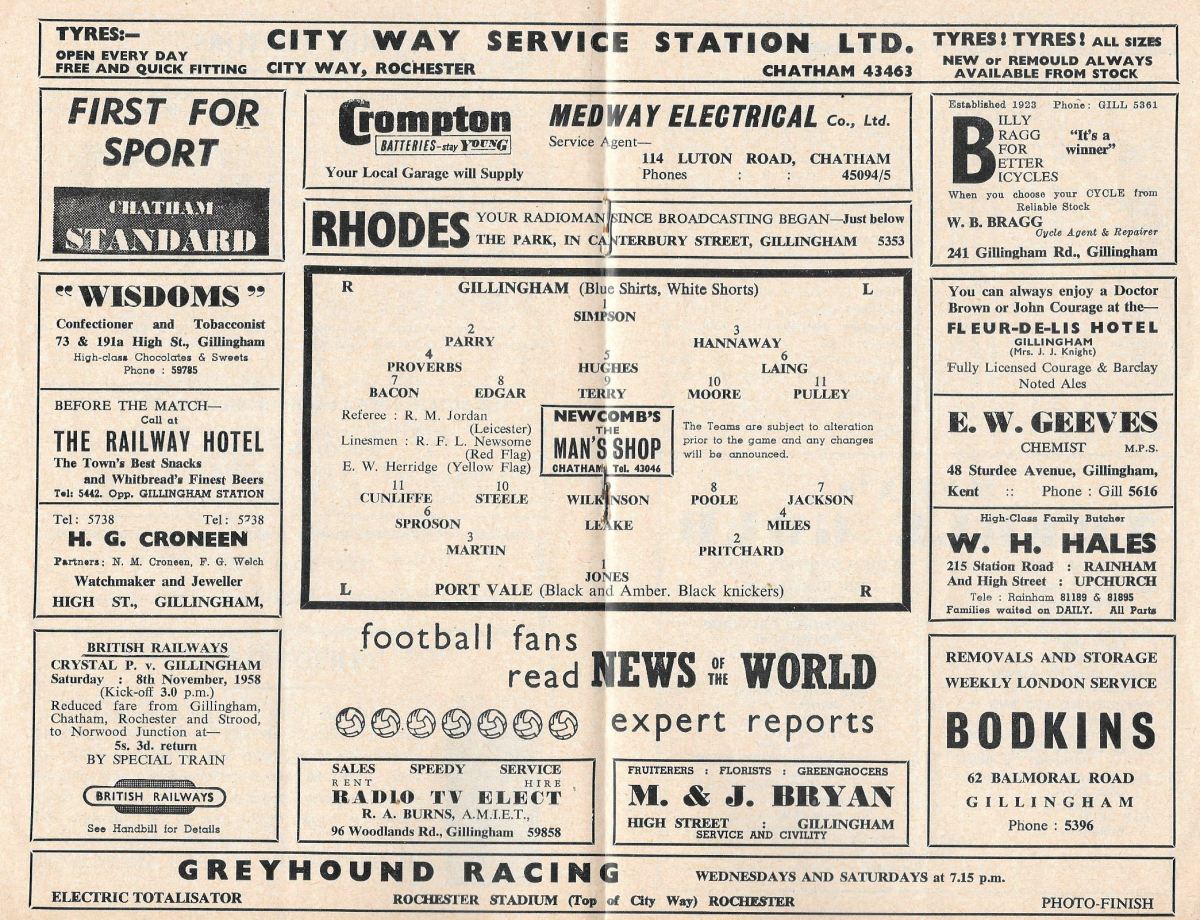 TYRES:—
OPEN EVERY DAY
FREE AND QUICK FITTING
CITY WAY SERVICE STATION LTD.
CITY WAY, ROCHESTER
CHATHAM 43463
TYRES! TYRES! ALL SIZES
NEW or REMOULD ALWAYS
AVAILABLE FROM STOCK
FIRST FOR
SPORT
CHATHAM
STANDARD
Crompton
BATTERIES—stay YOUNG
MEDWAY ELECTRICAL Co., Ltd.
Service Agent—
114 LUTON ROAD, CHATHAM
Your Local Garage will Supply
Phones : : 45094/5
Established 1923 Phone: GILL 5361
BILLY
BRAGG
FOR
BETTER
BICYCLES
"It's a
winner"
When you choose your CYCLE from
Reliable Stock
W. B. BRAGG
Cycle Agent & Repairer
241 Gillingham Rd., Gillingham
RHODES
YOUR RADIOMAN SINCE BROADCASTING BEGAN—Just below
THE PARK, IN CANTERBURY STREET, GILLINGHAM 5353
"WISDOMS"
Confectioner and Tobacconist
73 & 191a High St., Gillingham
High-class Chocolates & Sweets
Phone : 59785
BEFORE THE MATCH—
Call at
THE RAILWAY HOTEL
The Town's Best Snacks
and Whitbread's Finest Beers
Tel: 5442. Opp. GILLINGHAM STATION
Tel: 5738 Tel: 5738
H. G. CRONEEN
Partners: N. M. Croneen, F. G. Welch
Watchmaker and Jeweller
HIGH ST., GILLINGHAM,
R GILLINGHAM (Blue Shirts, White Shorts) L
1
SIMPSON
2 3
PARRY HANNAWAY
4 5 6
PROVERBS HUGHES LAING
7 8 9 10 11
BACON EDGAR TERRY MOORE PULLEY
Referee : R. M. Jordan
(Leicester)
Linesmen : R. F. L. Newsome
(Red Flag)
E. W. Herridge (Yellow Flag)
NEWCOMB'S
THE
MAN'S SHOP
CHATHAM Tel. 43046
The Teams are subject to alteration
prior to the game and any changes
will be announced.
11 10 8 7
CUNLIFFE STEELE WILKINSON POOLE JACKSON
6 4
SPROSON LEAKE MILES
3 2
MARTIN PRITCHARD
1
JONES
L PORT VALE (Black and Amber. Black knickers) R
You can always enjoy a Doctor
Brown or John Courage at the—
FLEUR-DE-LIS HOTEL
GILLINGHAM
(Mrs. J. J. Knight)
Fully Licensed Courage & Barclay
Noted Ales
E. W. GEEVES
CHEMIST M.P.S.
48 Sturdee Avenue, Gillingham,
Kent :: Phone : Gill 5616
High-Class Family Butcher
W. H. HALES
215 Station Road : RAINHAM
And High Street : UPCHURCH
Tele : Rainham 81189 & 81895
Families waited on DAILY. All Parts
BRITISH RAILWAYS
CRYSTAL P. v. GILLINGHAM
Saturday : 8th November, 1958
(Kick-off 3.0 p.m.)
Reduced fare from Gillingham,
Chatham, Rochester and Strood,
to Norwood Junction at—
5s. 3d. return
BY SPECIAL TRAIN
BRITISH RAILWAYS
See Handbill for Details
football fans
read NEWS OF THE WORLD
expert reports
SALES SPEEDY SERVICE
RENT HIRE
RADIO TV ELECT
R. A. BURNS, A.M.I.E.T.,
96 Woodlands Rd., Gillingham 59858
FRUITERERS : FLORISTS : GREENGROCERS
M. & J. BRYAN
HIGH STREET : GILLINGHAM
SERVICE AND CIVILITY
REMOVALS AND STORAGE
WEEKLY LONDON SERVICE
BODKINS
62 BALMORAL ROAD
GILLINGHAM
Phone : 5396
GREYHOUND RACING WEDNESDAYS AND SATURDAYS at 7.15 p.m.
ELECTRIC TOTALISATOR ROCHESTER STADIUM (Top of City Way) ROCHESTER PHOTO-FINISH